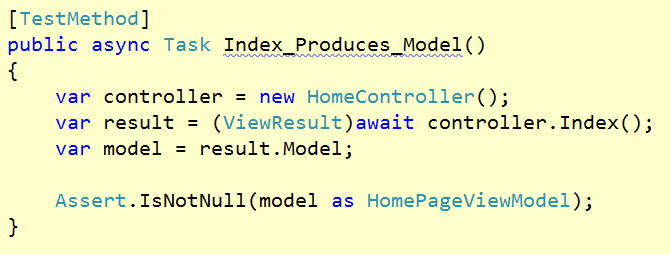 [TestMethod]
public async Task Index_Produces_Model()
{
    var controller = new HomeController();
    var result = (ViewResult)await controller.Index();
    var model = result.Model;

    Assert.IsNotNull(model as HomePageViewModel);
}